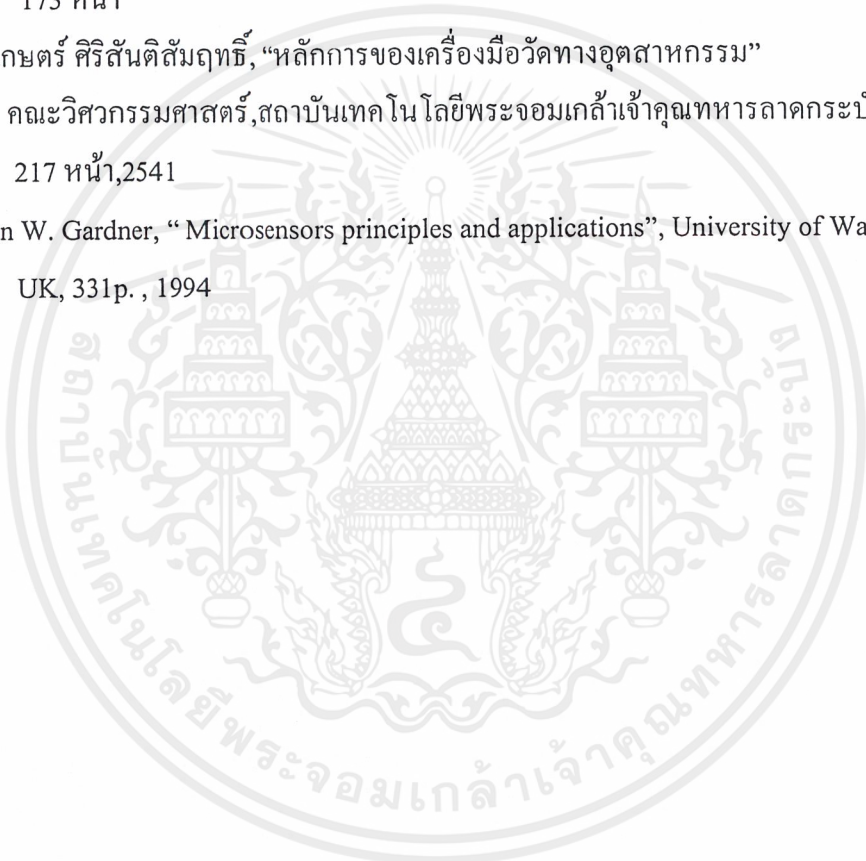 173 หน้า
กษตร์ ศิริสันติสัมฤทธิ์, “หลักการของเครื่องมือวัดทางอุตสาหกรรม”
คณะวิศวกรรมศาสตร์,สถาบันเทคโนโลยีพระจอมเกล้าเจ้าคุณทหารลาดกระบั
217 หน้า,2541
n W. Gardner, “ Microsensors principles and applications”, University of Wa
UK, 331p. , 1994
สถาบันเทคโนโลยีพระจอมเกล้าเจ้าคุณทหารลาดกระบัง